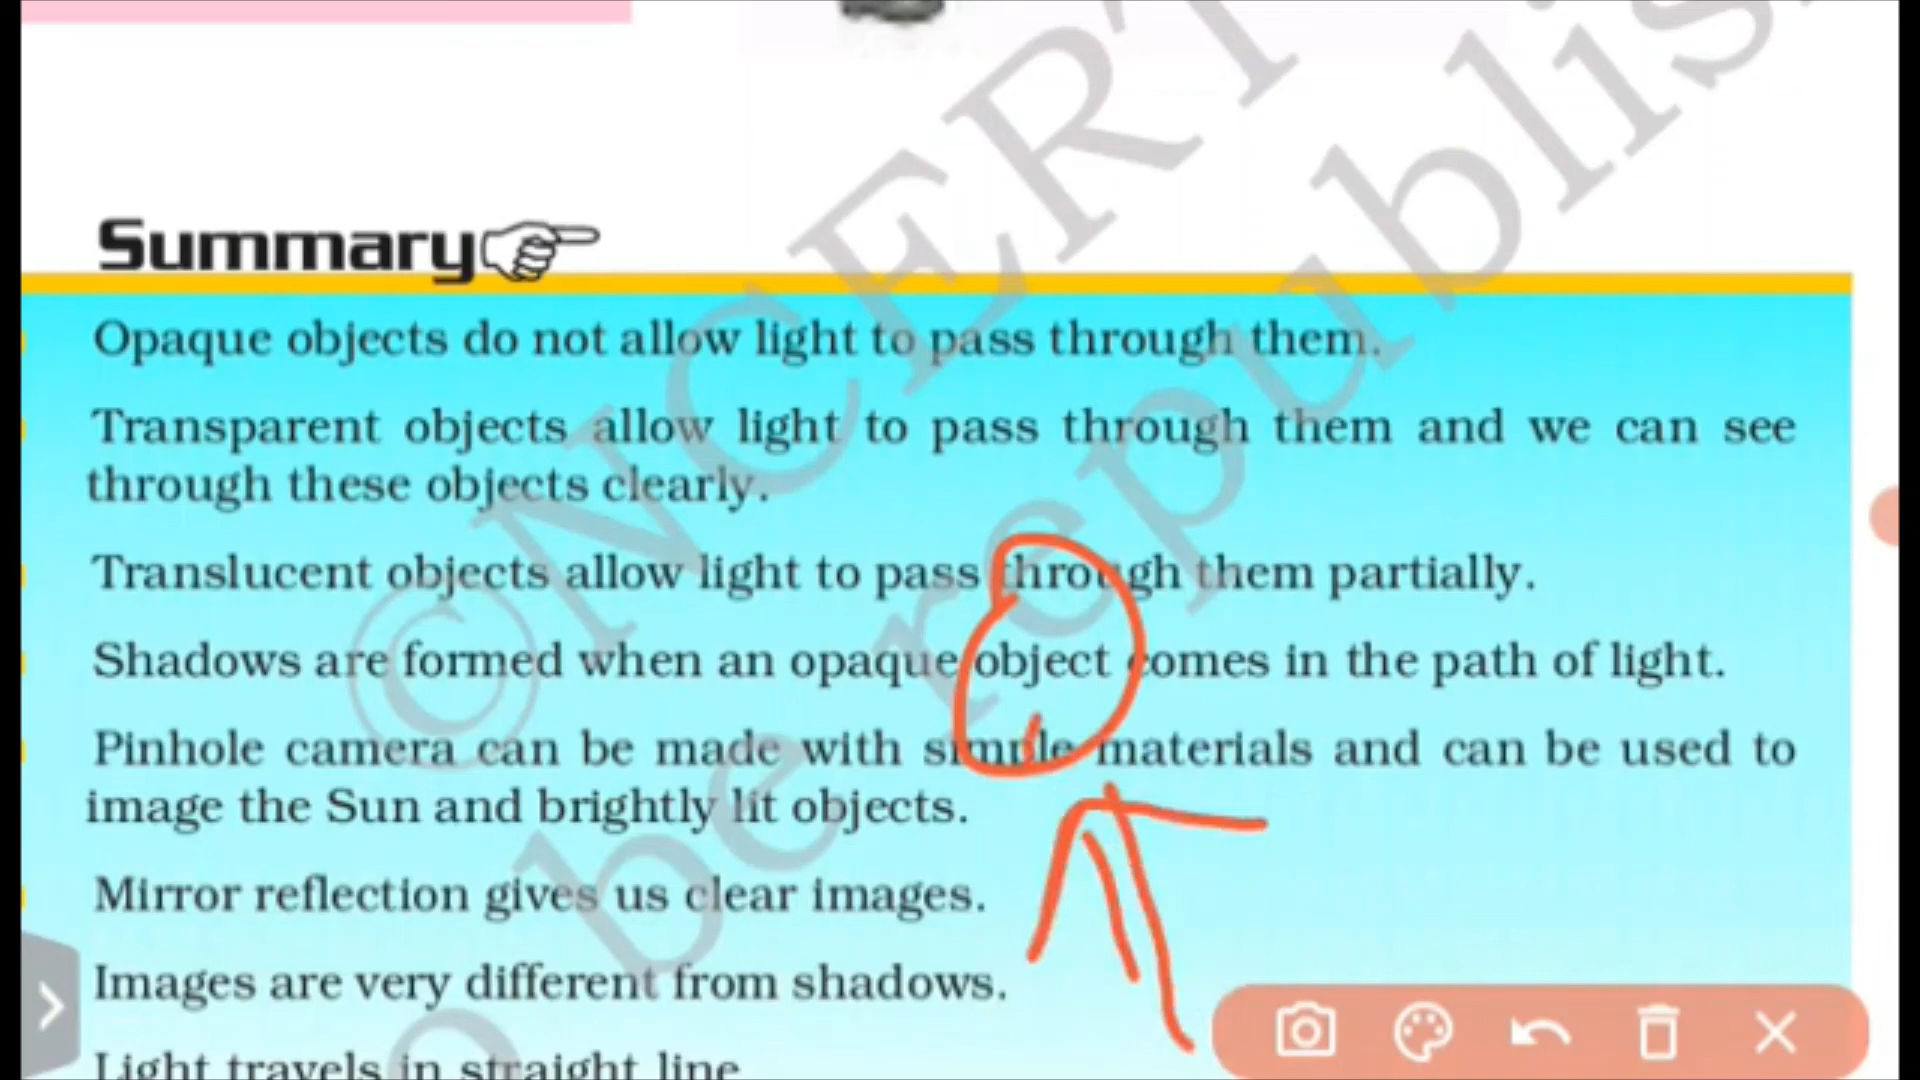 Summary
Opaque objects do not allow light to pass through them.
Transparent objects allow light to pass through them and we can see
through these objects clearly.
Translucent objects allow light to pass through them partially.
Shadows are formed when an opaque object comes in the path of light.
Pinhole camera can be made with simple materials and can be used to
image the Sun and brightly lit objects.
Mirror reflection gives us clear images.
Images are very different from shadows.
Light travels in straight line
©NCERT
o be republis